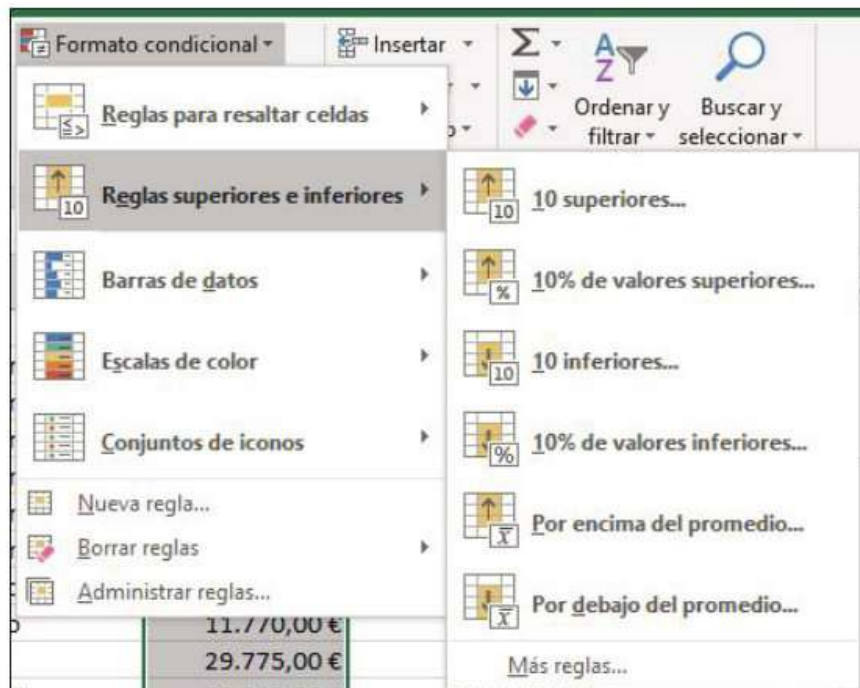 Formato condicional
Insertar
Ordenar y
filtrar
Buscar y
seleccionar
Reglas para resaltar celdas
Reglas superiores e inferiores
Barras de datos
Escalas de color
Conjuntos de iconos
Nueva regla...
Borrar reglas
Administrar reglas...
10 superiores...
10% de valores superiores...
10 inferiores...
10% de valores inferiores...
Por encima del promedio...
Por debajo del promedio...
Más reglas...
11.770,00 €
29.775,00 €